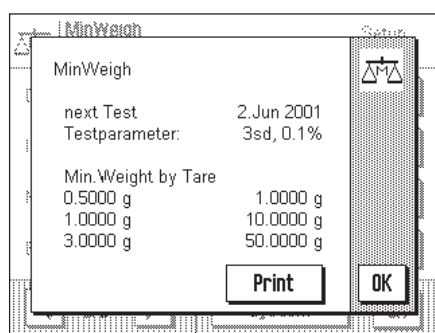 MinWeigh Setup
MinWeigh
next Test 2.Jun 2001
Testparameter: 3sd, 0.1%
Min.Weight by Tare
0.5000 g 1.0000 g
1.0000 g 10.0000 g
3.0000 g 50.0000 g
Print OK